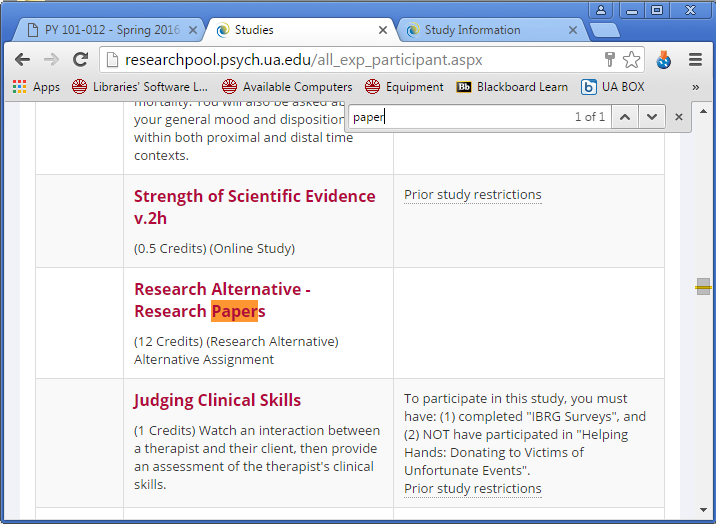 PY 101-012 - Spring 2016
Studies
Study Information
researchpool.psych.ua.edu/all_exp_participant.aspx
Apps
Libraries' Software L...
Available Computers
Equipment
Bb Blackboard Learn
b UA BOX
»
paper
1 of 1
mortality. You will also be asked
your general mood and disposition
within both proximal and distal time
contexts.
Strength of Scientific Evidence
v.2h
(0.5 Credits) (Online Study)
Prior study restrictions
Research Alternative -
Research Papers
(12 Credits) (Research Alternative)
Alternative Assignment
Judging Clinical Skills
(1 Credits) Watch an interaction between
a therapist and their client, then provide
an assessment of the therapist's clinical
skills.
To participate in this study, you must
have: (1) completed "IBRG Surveys", and
(2) NOT have participated in "Helping
Hands: Donating to Victims of
Unfortunate Events".
Prior study restrictions